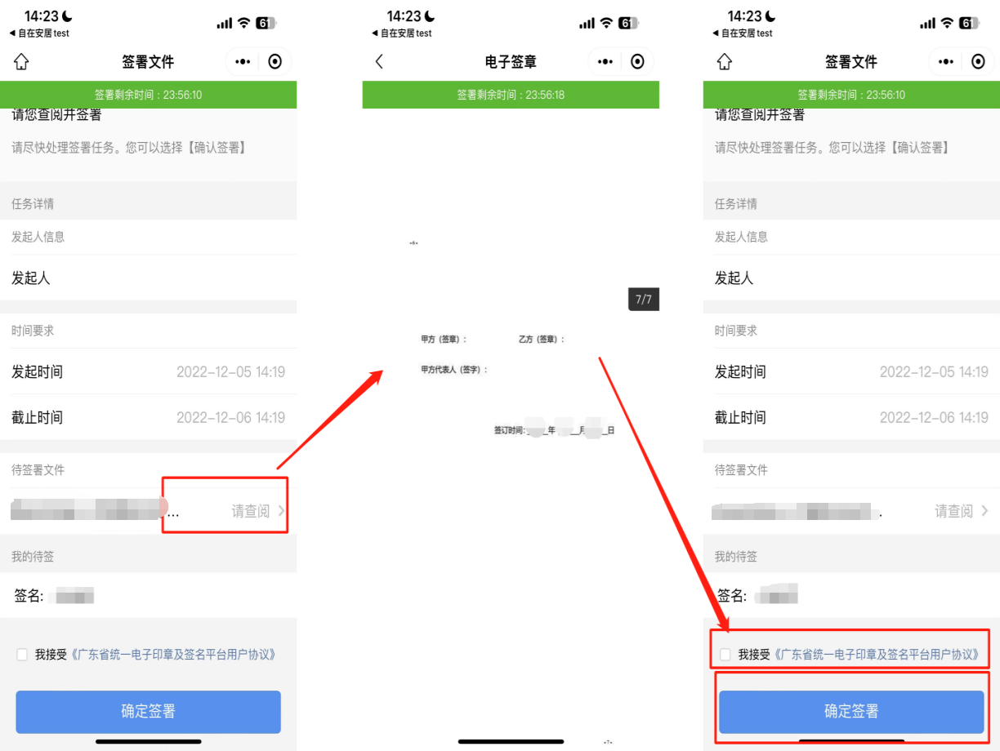 14:23
61
◀ 自在安居test
签署文件
签署剩余时间：23:56:10
请您查阅并签署
请尽快处理签署任务。您可以选择【确认签署】
任务详情
发起人信息
发起人
时间要求
发起时间 2022-12-05 14:19
截止时间 2022-12-06 14:19
待签署文件
... 请查阅
我的待签
签名:
我接受《广东省统一电子印章及签名平台用户协议》
确定签署
14:23
61
◀ 自在安居test
电子签章
签署剩余时间：23:56:18
-6-
7/7
甲方（签章）： 乙方（签章）：
甲方代表人（签字）：
签订时间: 年 月 日
-7-
14:23
61
◀ 自在安居test
签署文件
签署剩余时间：23:56:10
请您查阅并签署
请尽快处理签署任务。您可以选择【确认签署】
任务详情
发起人信息
发起人
时间要求
发起时间 2022-12-05 14:19
截止时间 2022-12-06 14:19
待签署文件
请查阅
我的待签
签名:
我接受《广东省统一电子印章及签名平台用户协议》
确定签署